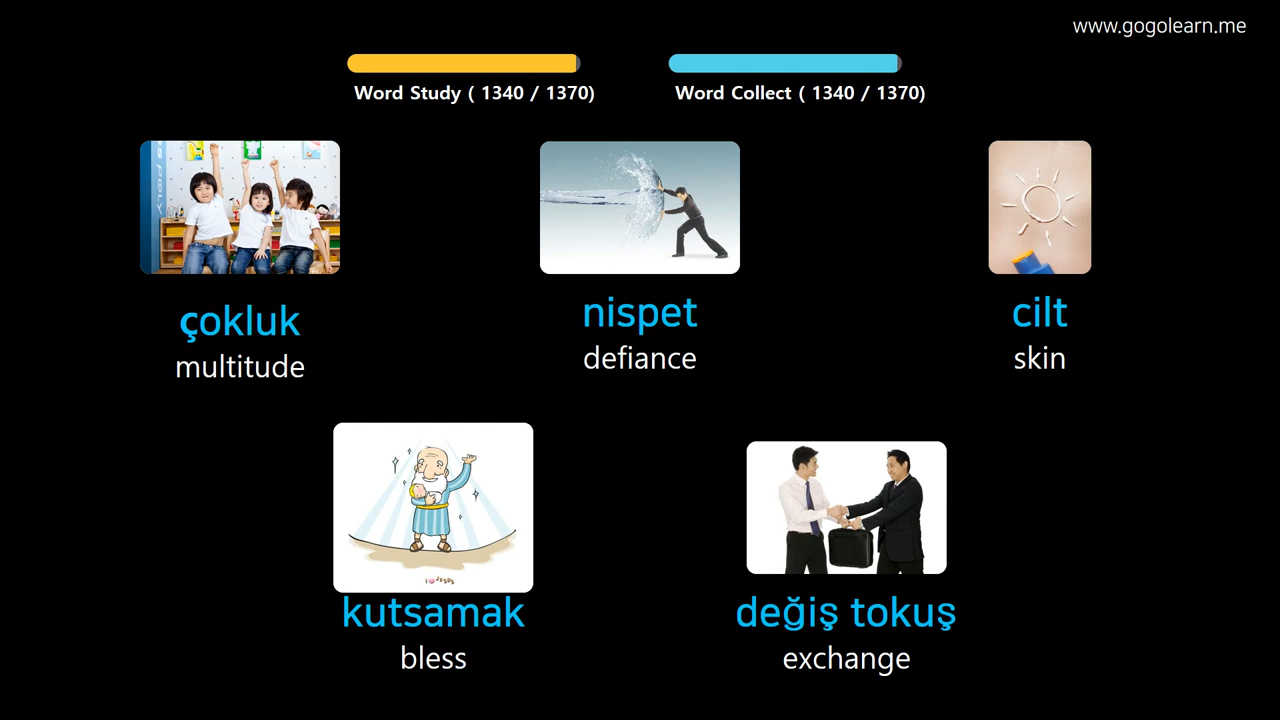 www.gogolearn.me
Word Study ( 1340 / 1370)
Word Collect ( 1340 / 1370)
çokluk
multitude
nispet
defiance
cilt
skin
kutsamak
bless
değiş tokuş
exchange